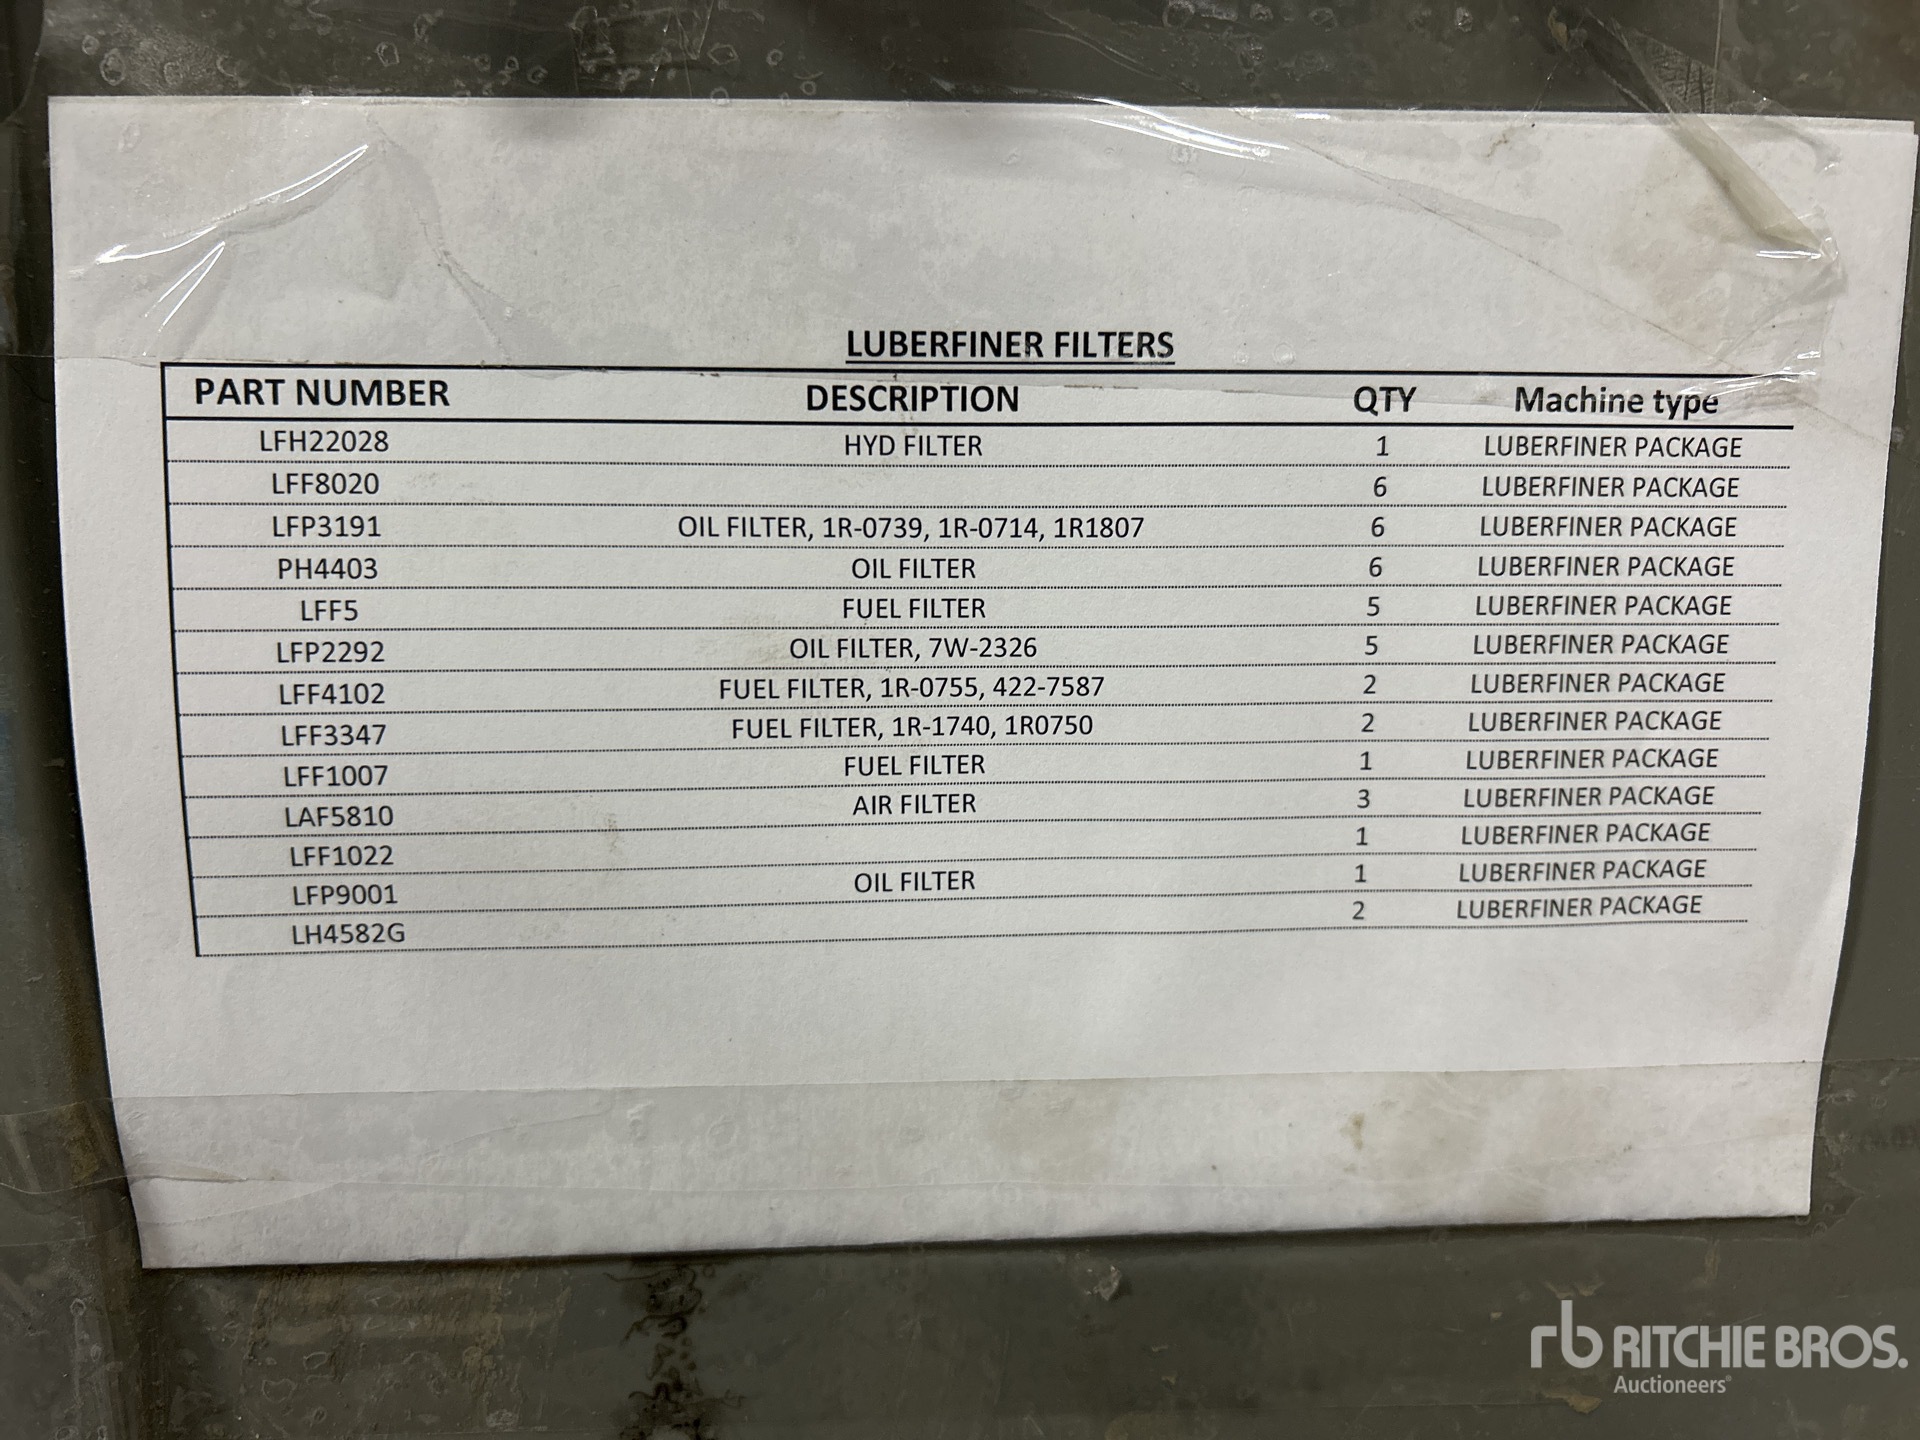 LUBERFINER FILTERS
PART NUMBER DESCRIPTION QTY Machine type
LFH22028 HYD FILTER 1 LUBERFINER PACKAGE
LFF8020 6 LUBERFINER PACKAGE
LFP3191 OIL FILTER, 1R-0739, 1R-0714, 1R1807 6 LUBERFINER PACKAGE
PH4403 OIL FILTER 6 LUBERFINER PACKAGE
LFF5 FUEL FILTER 5 LUBERFINER PACKAGE
LFP2292 OIL FILTER, 7W-2326 5 LUBERFINER PACKAGE
LFF4102 FUEL FILTER, 1R-0755, 422-7587 2 LUBERFINER PACKAGE
LFF3347 FUEL FILTER, 1R-1740, 1R0750 2 LUBERFINER PACKAGE
LFF1007 FUEL FILTER 1 LUBERFINER PACKAGE
LAF5810 AIR FILTER 3 LUBERFINER PACKAGE
LFF1022 1 LUBERFINER PACKAGE
LFP9001 OIL FILTER 1 LUBERFINER PACKAGE
LH4582G 2 LUBERFINER PACKAGE
rb RITCHIE BROS.
Auctioneers